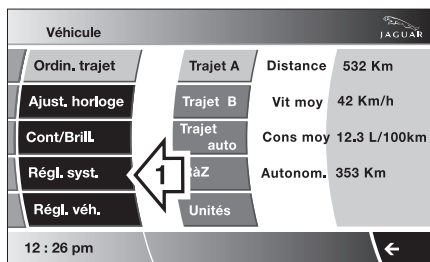 Véhicule
JAGUAR
Ordin. trajet
Trajet A
Distance 532 Km
Ajust. horloge
Trajet B
Vit moy 42 Km/h
Cont/Brill.
Trajet
auto
Cons moy 12.3 L/100km
Régl. syst.
1
àZ
Autonom. 353 Km
Régl. véh.
Unités
12 : 26 pm